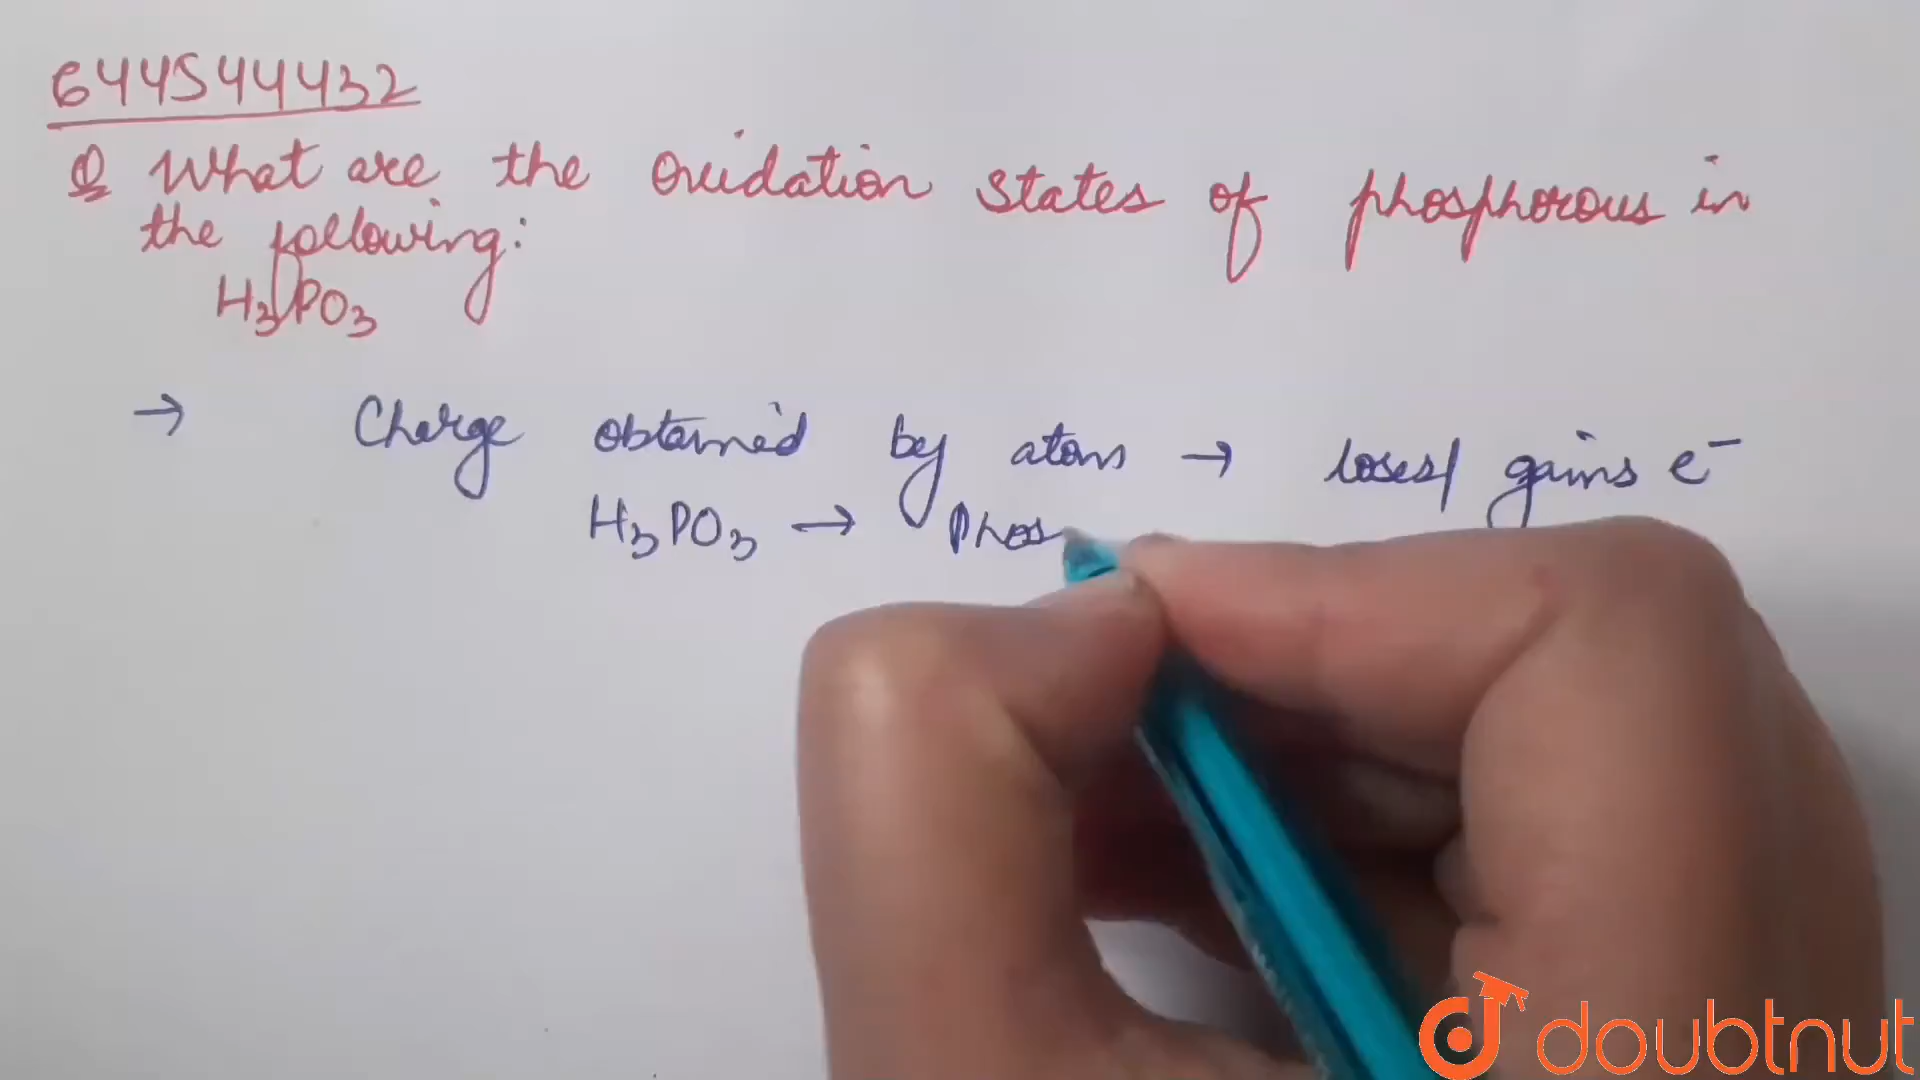 644544432
Q What are the Oxidation States of phosphorous in
the following:
H₃PO₃
→ Charge obtained by atom → loses/ gains e⁻
H₃PO₃ → Phos
doubtnut